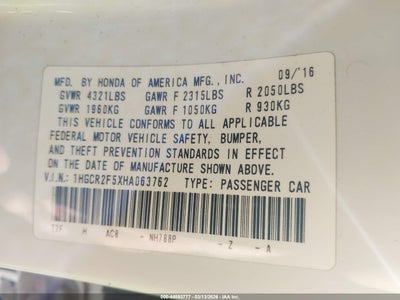 MFD. BY HONDA OF AMERICA MFG., INC. 09/'16
GVWR 4321LBS GAWR F 2315LBS R 2050LBS
GVWR 1960KG GAWR F 1050KG R 930KG
THIS VEHICLE CONFORMS TO ALL APPLICABLE
FEDERAL MOTOR VEHICLE SAFETY, BUMPER,
AND THEFT PREVENTION STANDARDS IN EFFECT
ON THE DATE OF MANUFACTURE SHOWN ABOVE.
V.I.N.: 1HGCR2F5XHA063762 TYPE: PASSENGER CAR
T2F H AC8 - NH788P - Z - A